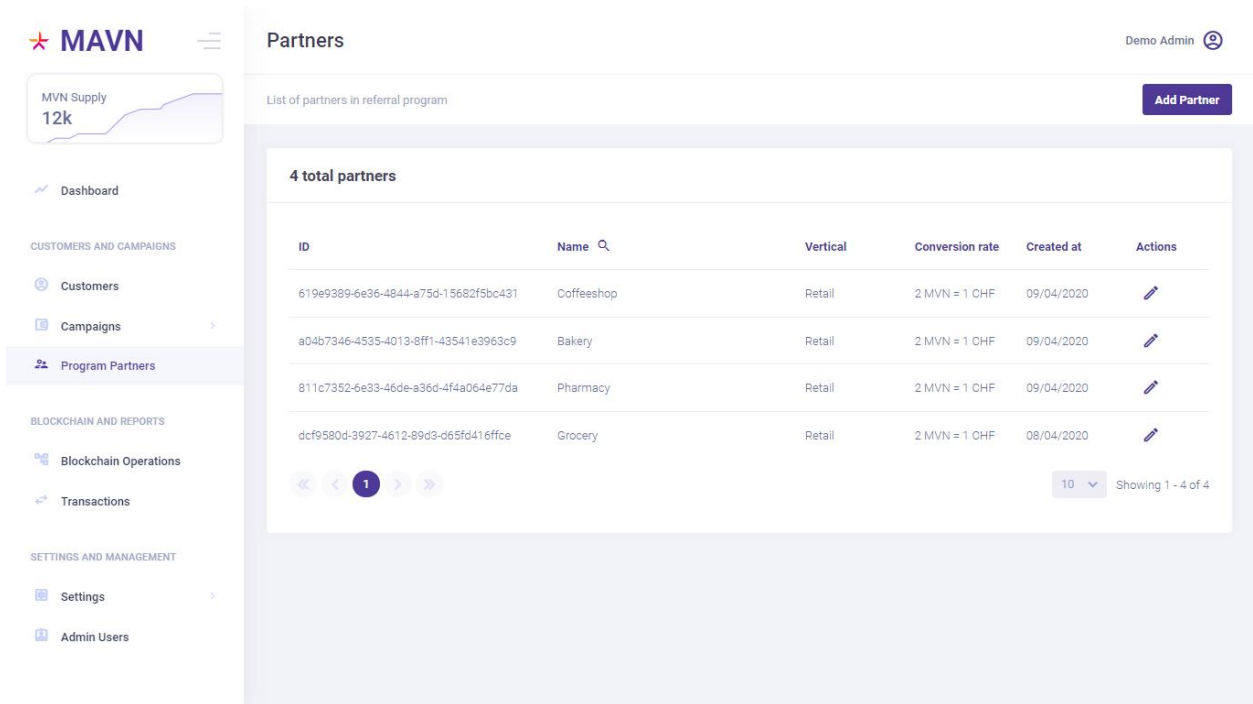 MAVN
Partners
Demo Admin
MVN Supply
12k
List of partners in referral program
Add Partner
Dashboard
4 total partners
CUSTOMERS AND CAMPAIGNS
Customers
Campaigns
Program Partners
BLOCKCHAIN AND REPORTS
Blockchain Operations
Transactions
SETTINGS AND MANAGEMENT
Settings
Admin Users
ID Name Vertical Conversion rate Created at Actions
619e9389-6e36-4844-a75d-15682f5bc431 Coffeeshop Retail 2 MVN = 1 CHF 09/04/2020
a04b7346-4535-4013-8ff1-43541e3963c9 Bakery Retail 2 MVN = 1 CHF 09/04/2020
811c7352-6e33-46de-a36d-4f4a064e77da Pharmacy Retail 2 MVN = 1 CHF 09/04/2020
dcf9580d-3927-4612-89d3-d65fd416ffce Grocery Retail 2 MVN = 1 CHF 08/04/2020
1 10 Showing 1 - 4 of 4